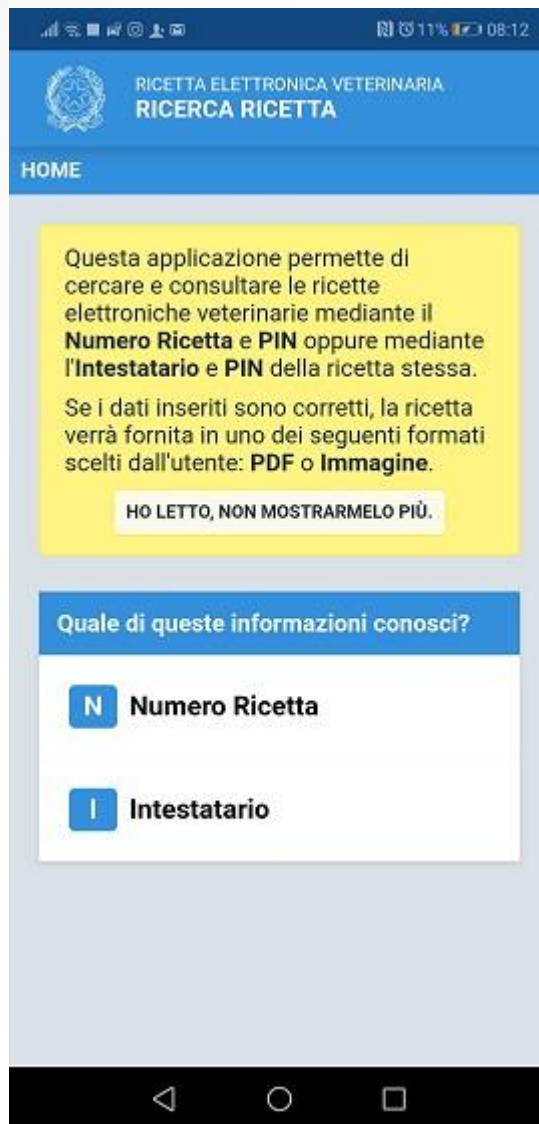 11% 08:12
RICETTA ELETTRONICA VETERINARIA
RICERCA RICETTA
HOME
Questa applicazione permette di
cercare e consultare le ricette
elettroniche veterinarie mediante il
Numero Ricetta e PIN oppure mediante
l'Intestatario e PIN della ricetta stessa.
Se i dati inseriti sono corretti, la ricetta
verrà fornita in uno dei seguenti formati
scelti dall'utente: PDF o Immagine.
HO LETTO, NON MOSTRARMELO PIÙ.
Quale di queste informazioni conosci?
N Numero Ricetta
I Intestatario